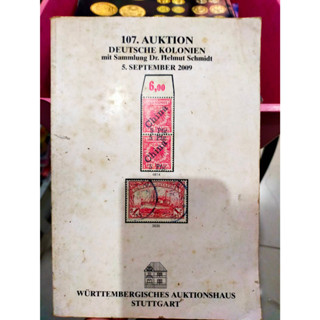 107. AUKTION
DEUTSCHE KOLONIEN
mit Sammlung Dr. Helmut Schmidt
5. SEPTEMBER 2009
6,00
China
China
WÜRTTEMBERGISCHES AUKTIONSHAUS
STUTTGART